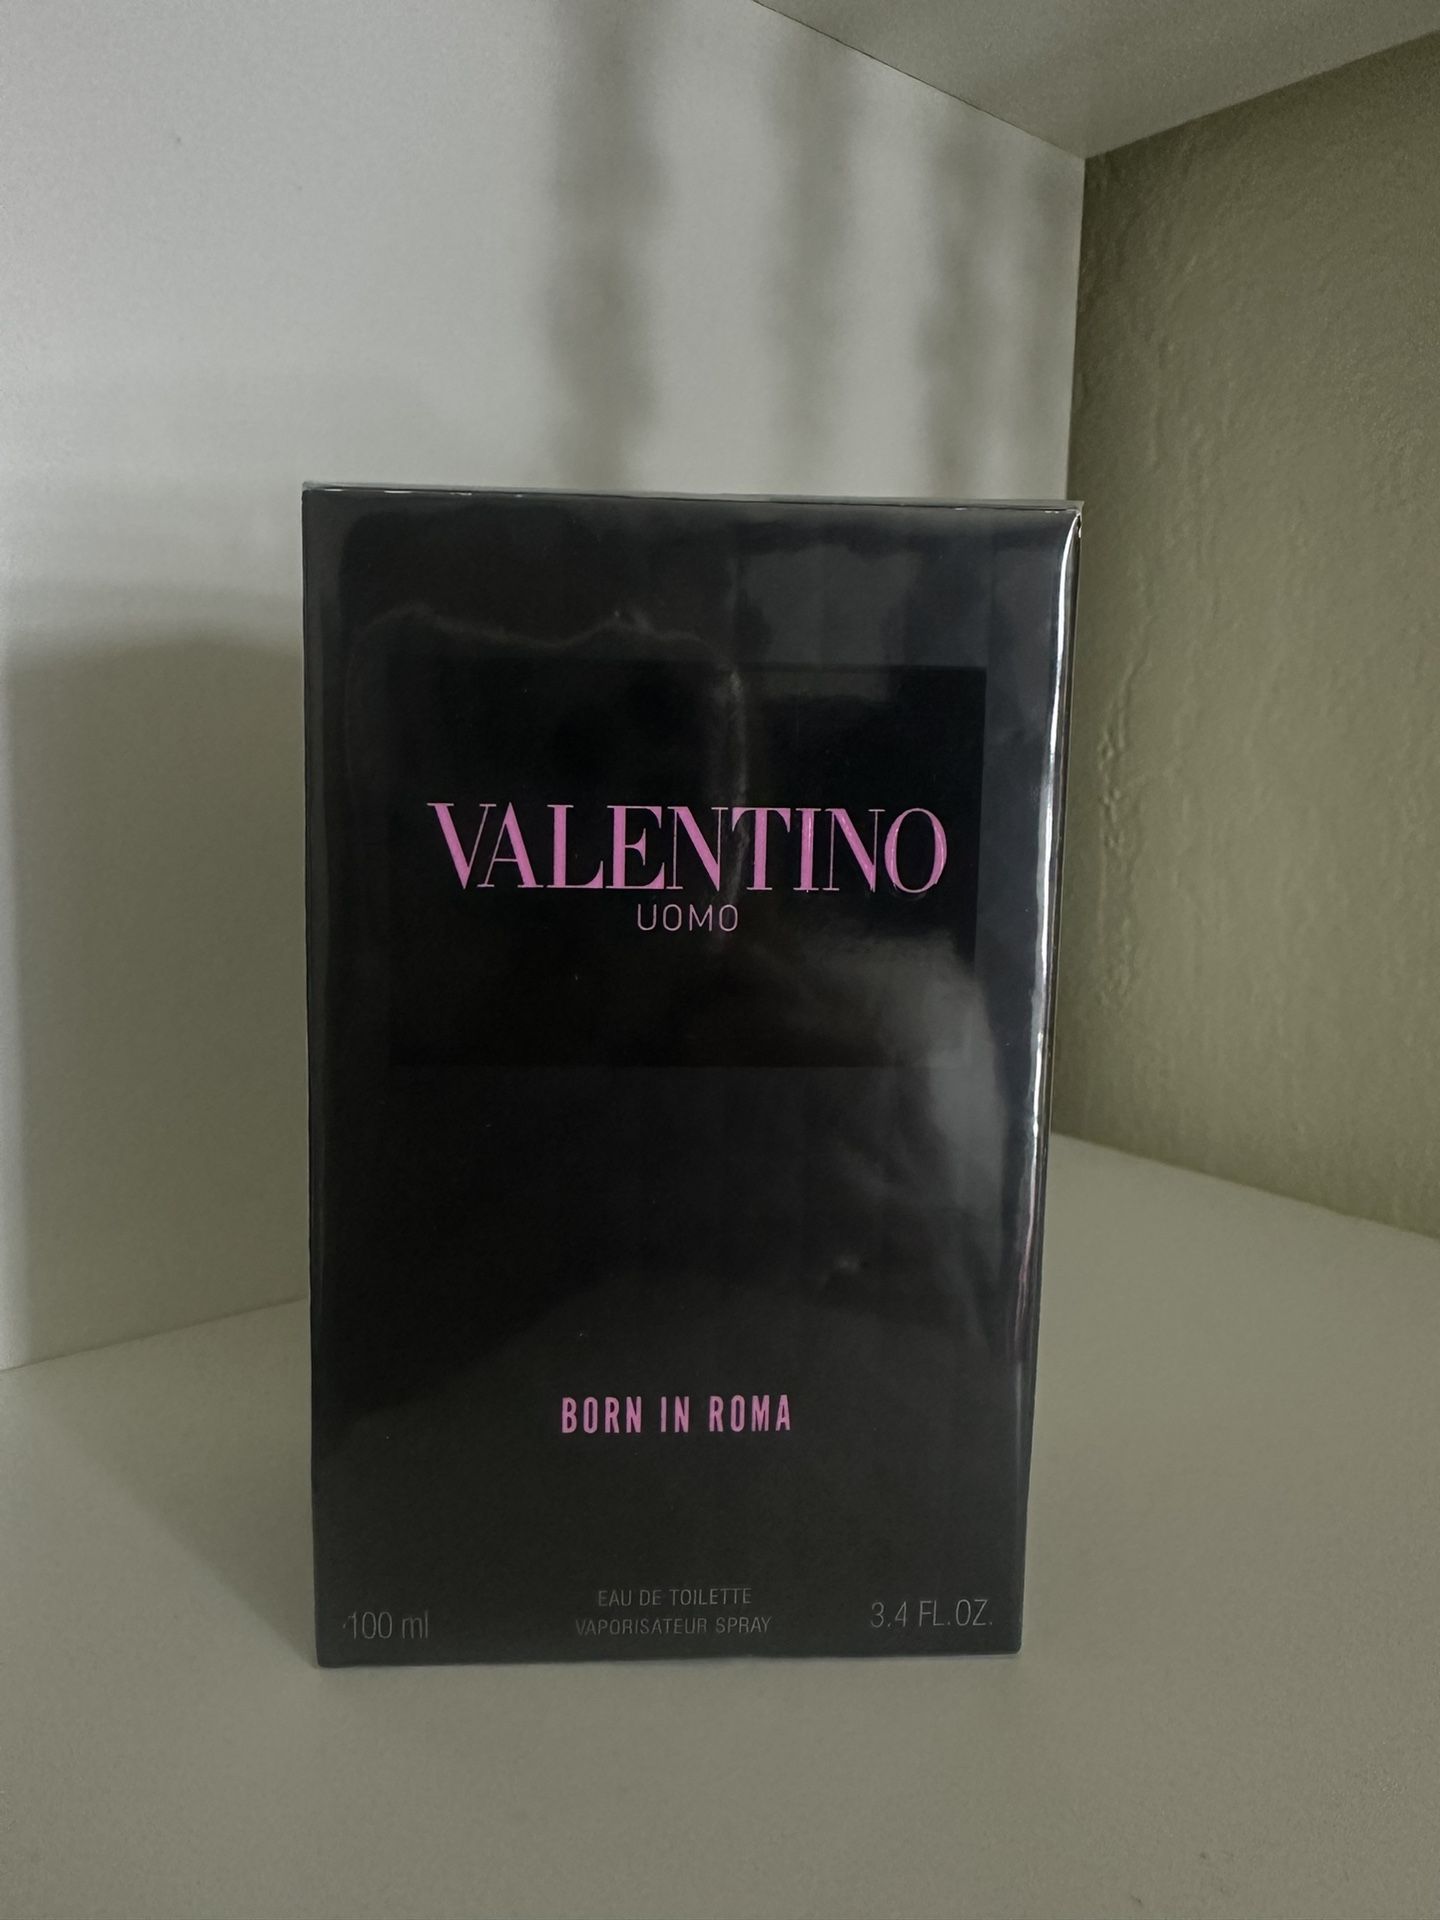 VALENTINO
UOMO
BORN IN ROMA
EAU DE TOILETTE
100 ml VAPORISATEUR SPRAY 3.4 FL.OZ.